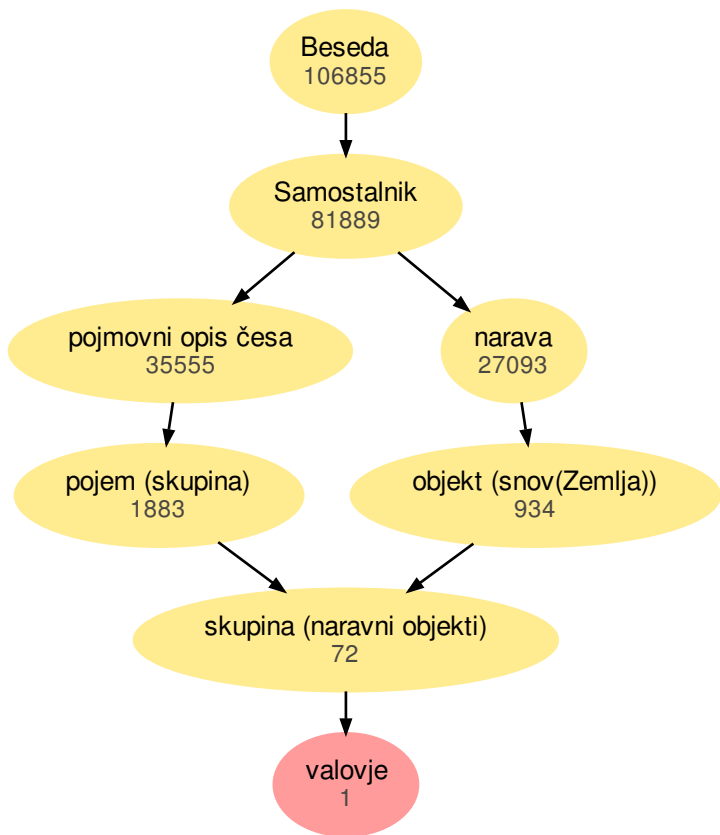 Beseda
106855
Samostalnik
81889
pojmovni opis česa
35555
narava
27093
pojem (skupina)
1883
objekt (snov(Zemlja))
934
skupina (naravni objekti)
72
valovje
1